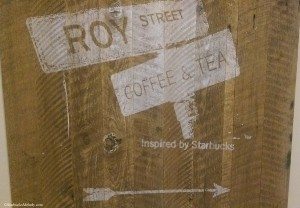 ROY STREET
COFFEE & TEA
Inspired by Starbucks